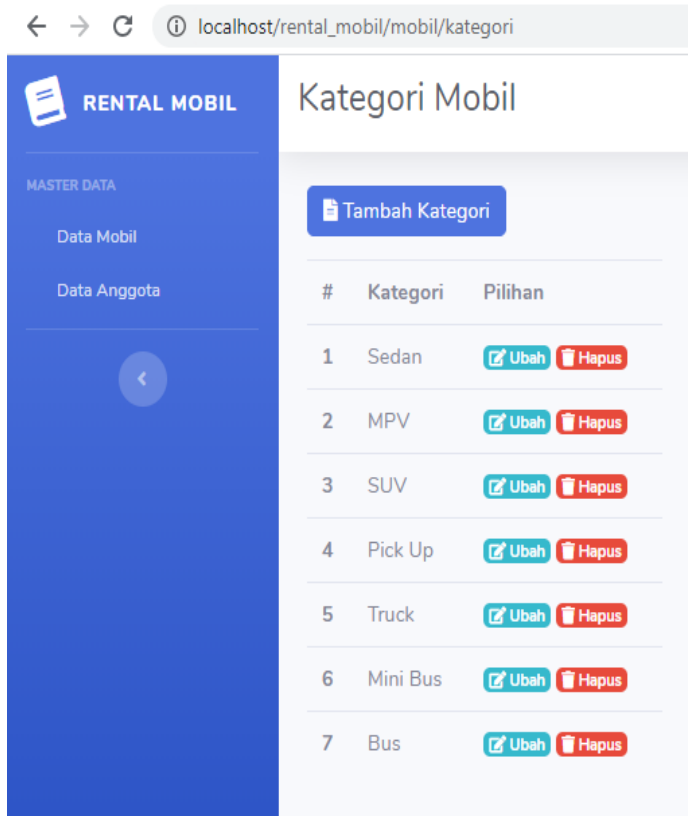 localhost/rental_mobil/mobil/kategori
RENTAL MOBIL
Kategori Mobil
MASTER DATA
Data Mobil
Data Anggota
Tambah Kategori
# Kategori Pilihan
1 Sedan Ubah Hapus
2 MPV Ubah Hapus
3 SUV Ubah Hapus
4 Pick Up Ubah Hapus
5 Truck Ubah Hapus
6 Mini Bus Ubah Hapus
7 Bus Ubah Hapus